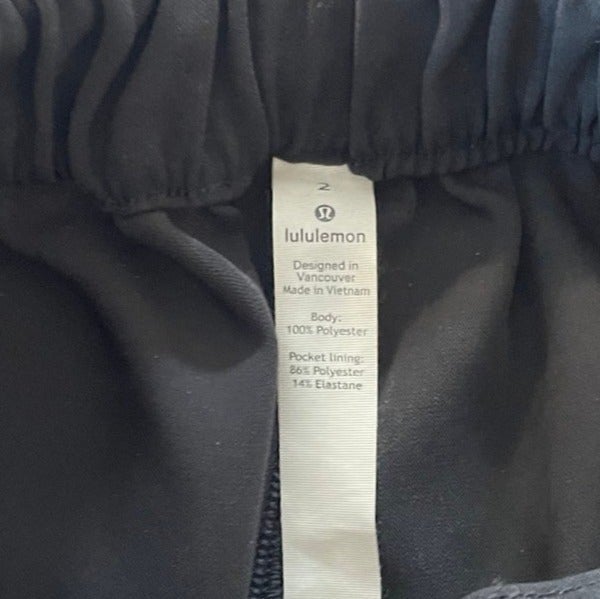 2
lululemon
Designed in
Vancouver
Made in Vietnam
Body:
100% Polyester
Pocket lining:
86% Polyester
14% Elastane